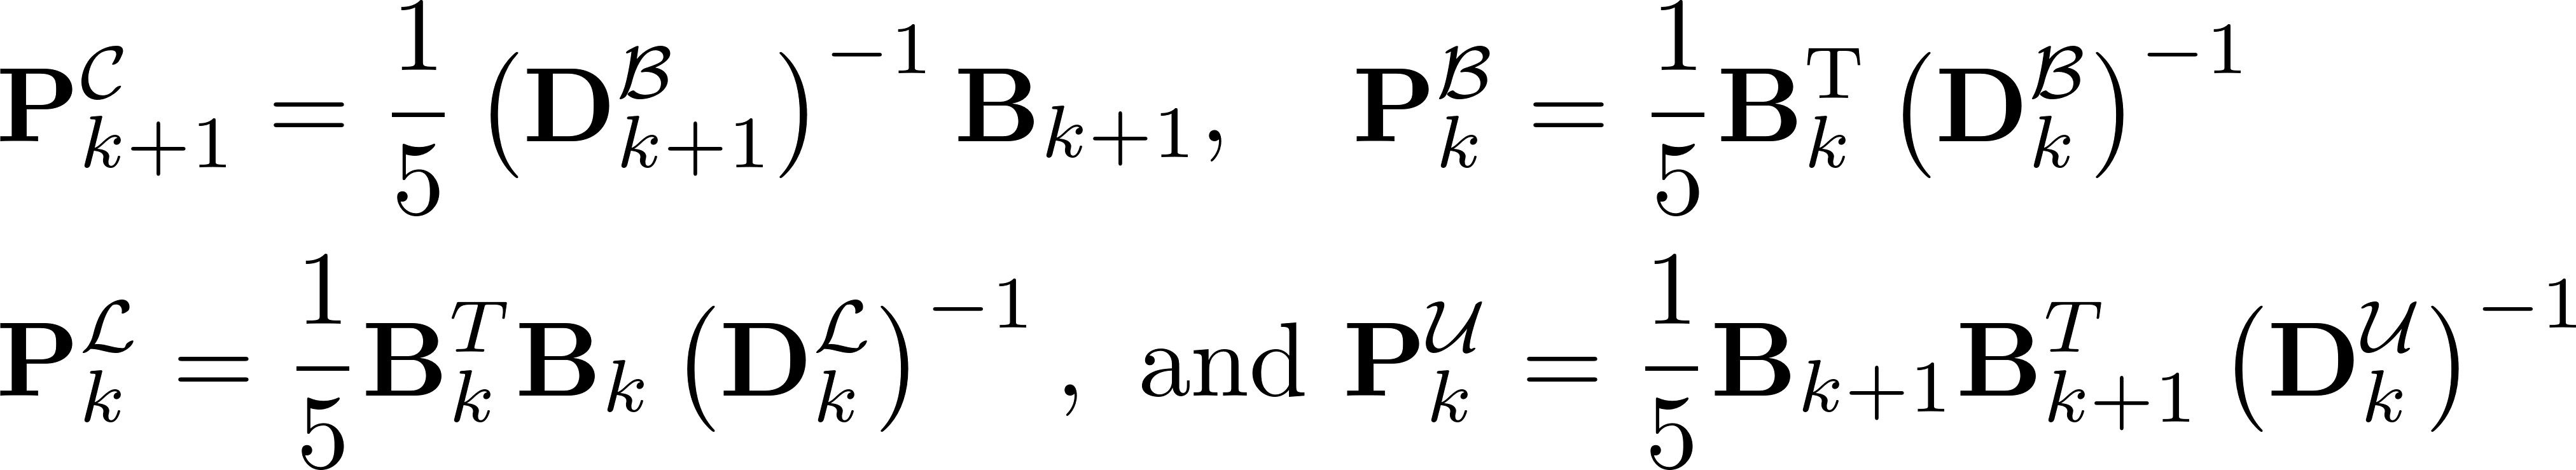 $\mathbf{P}_{k+1}^{\mathcal{C}} = \frac{1}{5} \left( \mathbf{D}_{k+1}^{\mathcal{B}} \right)^{-1} \mathbf{B}_{k+1}, \quad \mathbf{P}_{k}^{\mathcal{B}} = \frac{1}{5} \mathbf{B}_{k}^{\mathrm{T}} \left( \mathbf{D}_{k}^{\mathcal{B}} \right)^{-1}$
$\mathbf{P}_{k}^{\mathcal{L}} = \frac{1}{5} \mathbf{B}_{k}^{T} \mathbf{B}_{k} \left( \mathbf{D}_{k}^{\mathcal{L}} \right)^{-1}, \text{ and } \mathbf{P}_{k}^{\mathcal{U}} = \frac{1}{5} \mathbf{B}_{k+1} \mathbf{B}_{k+1}^{T} \left( \mathbf{D}_{k}^{\mathcal{U}} \right)^{-1}$